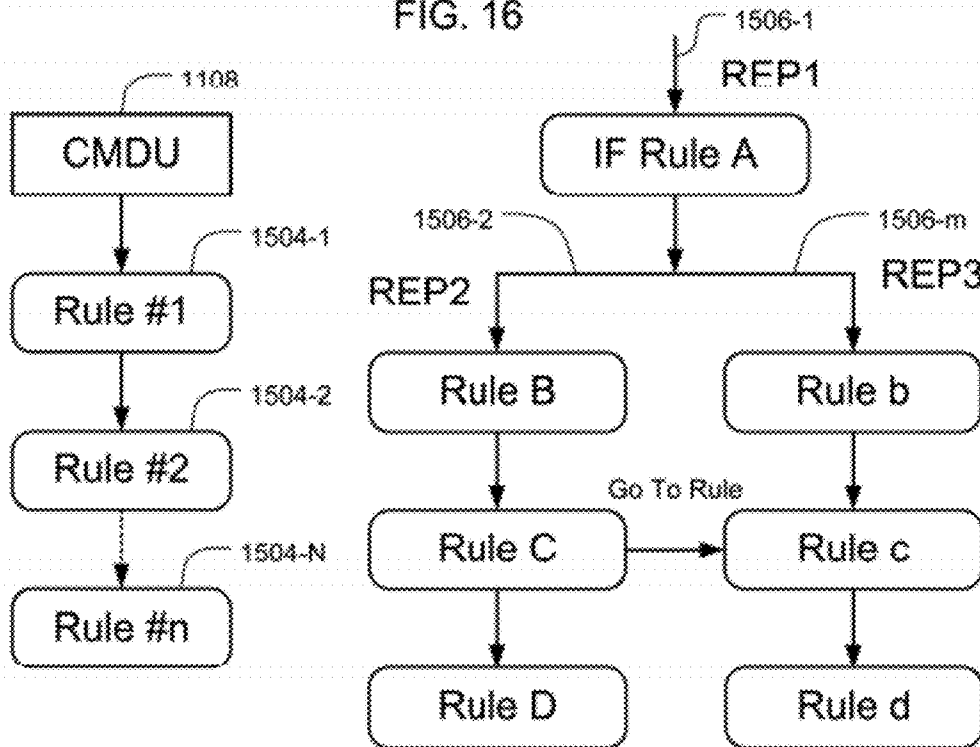 FIG. 16
1506-1
REP1
1108
CMDU
IF Rule A
1504-1
1506-2
1506-m
REP2
REP3
Rule #1
Rule B
Rule b
1504-2
Rule #2
Go To Rule
Rule C
Rule c
1504-N
Rule #n
Rule D
Rule d